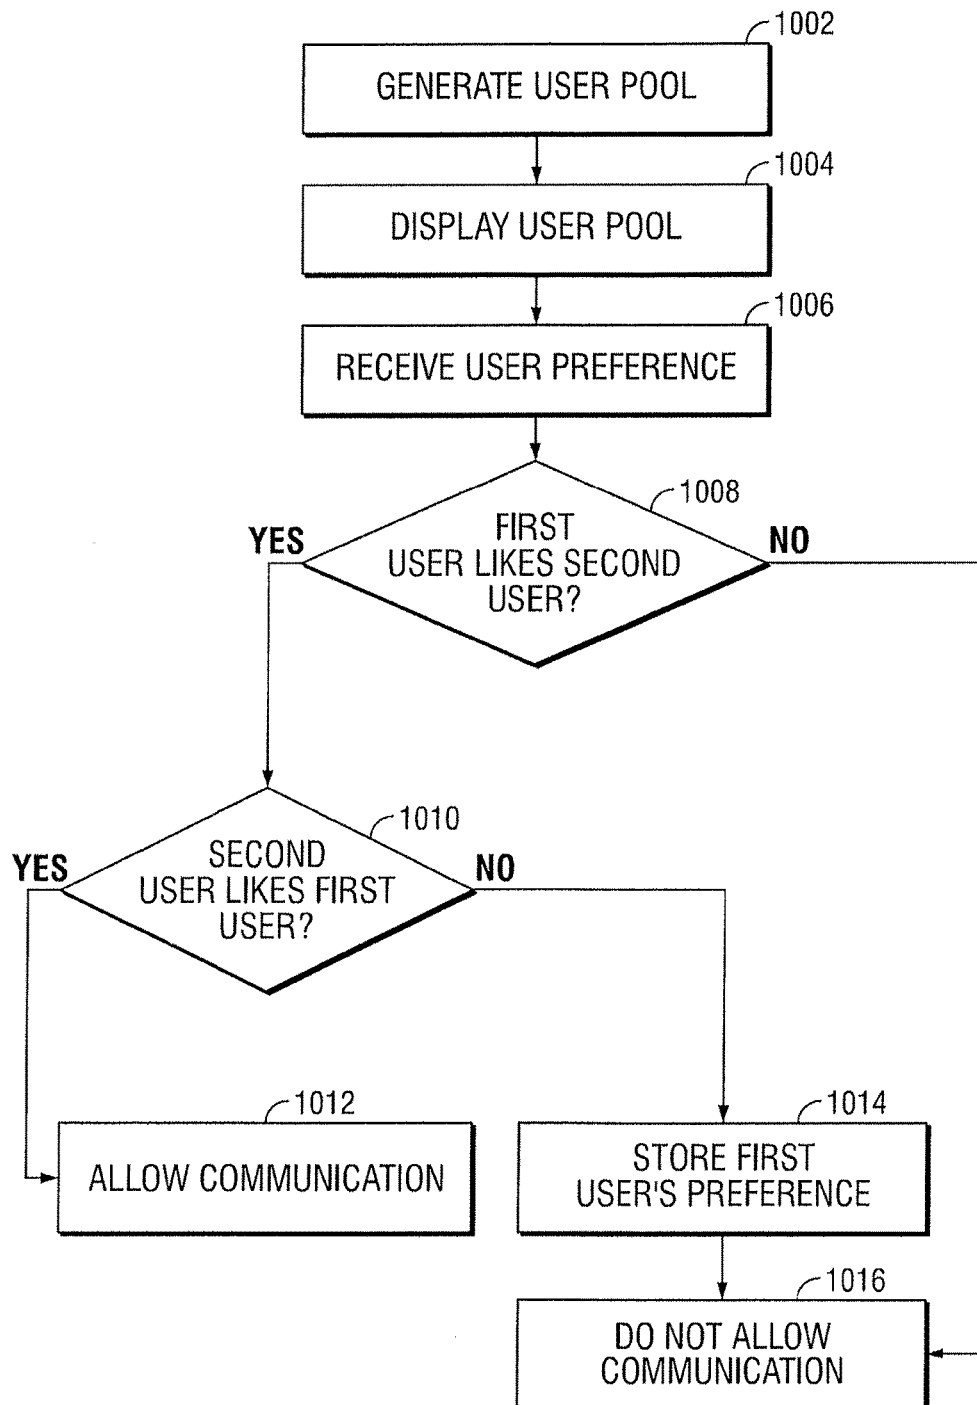 1002
GENERATE USER POOL
1004
DISPLAY USER POOL
1006
RECEIVE USER PREFERENCE
1008
FIRST
USER LIKES SECOND
USER?
YES
NO
1010
SECOND
USER LIKES FIRST
USER?
YES
NO
1012
ALLOW COMMUNICATION
1014
STORE FIRST
USER'S PREFERENCE
1016
DO NOT ALLOW
COMMUNICATION